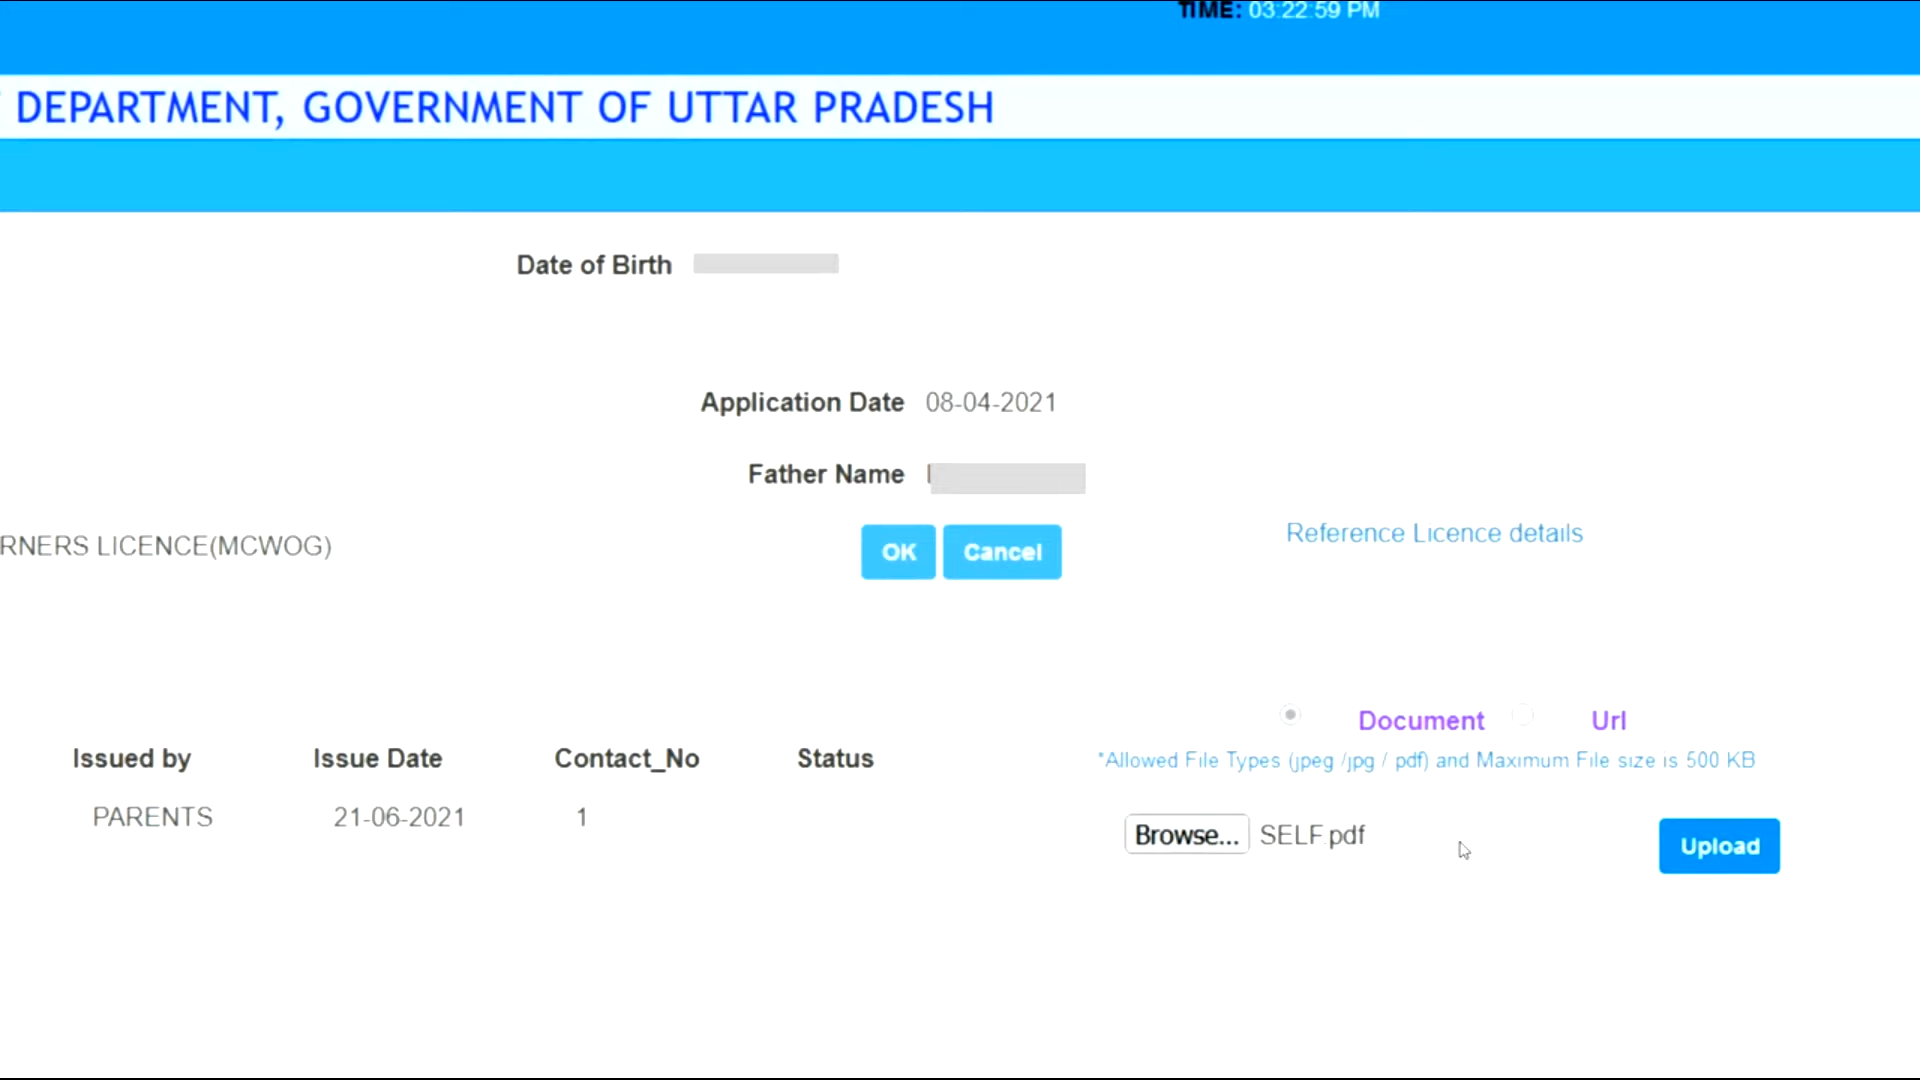 TIME: 03:22:59 PM
DEPARTMENT, GOVERNMENT OF UTTAR PRADESH
Date of Birth
Application Date 08-04-2021
Father Name
RNERS LICENCE(MCWOG)
OK Cancel
Reference Licence details
Document Url
Issued by Issue Date Contact_No Status
*Allowed File Types (jpeg /jpg / pdf) and Maximum File size is 500 KB
PARENTS 21-06-2021 1
Browse... SELF.pdf
Upload